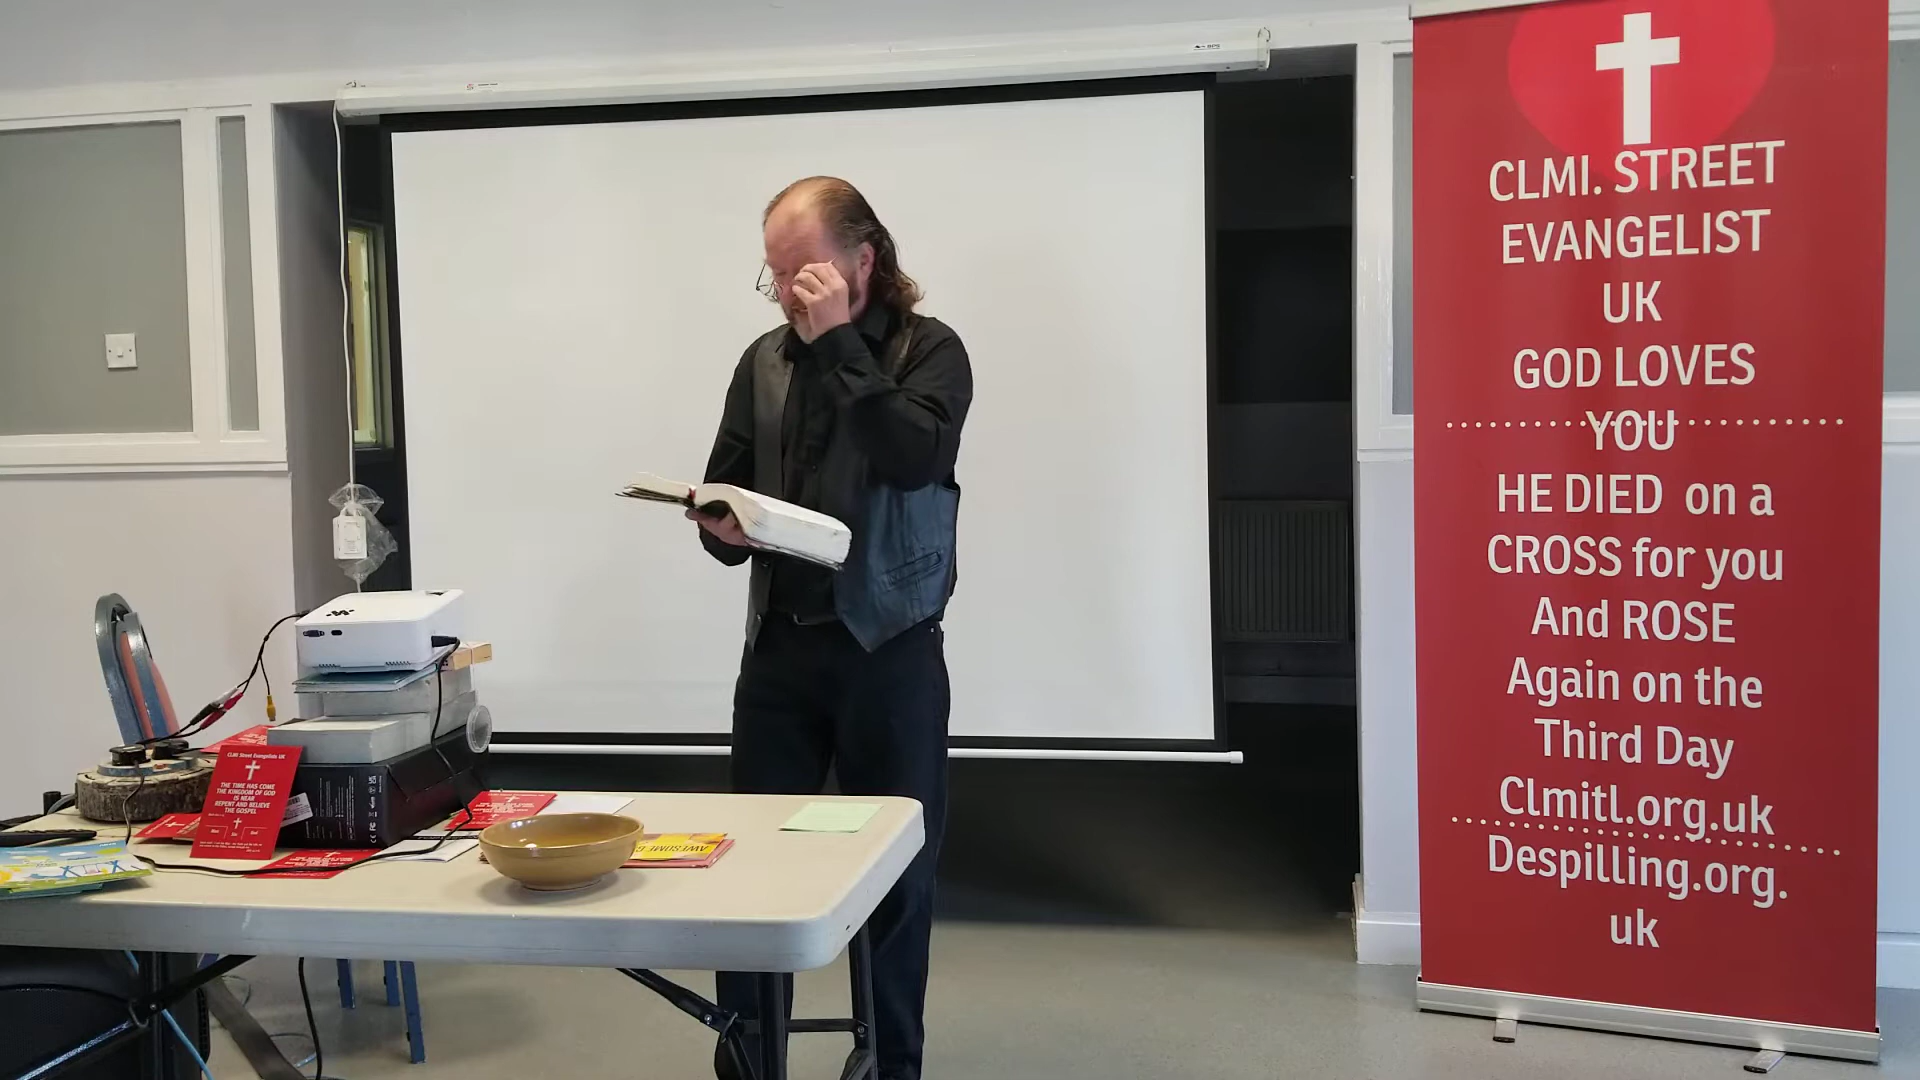 CLMI. STREET
EVANGELIST
UK
GOD LOVES
YOU
HE DIED on a
CROSS for you
And ROSE
Again on the
Third Day
Clmitl.org.uk
Despilling.org.
uk
CLMI Street Evangelists UK
THE TIME HAS COME
THE KINGDOM OF GOD
IS NEAR
REPENT AND BELIEVE
THE GOSPEL
AWESOME